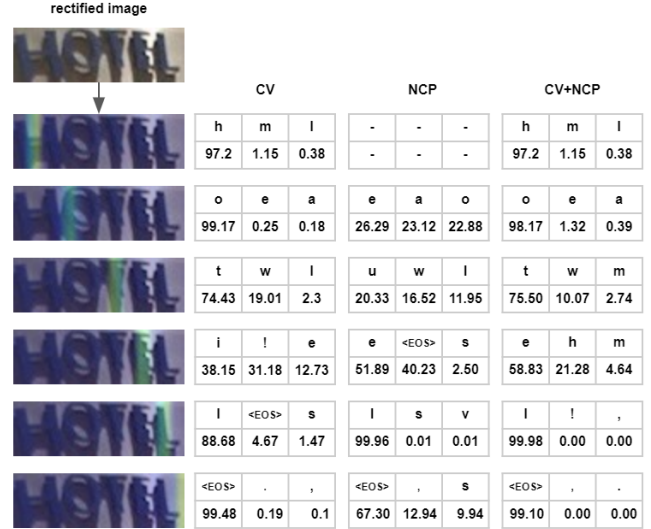 rectified image
HOTEL
CV NCP CV+NCP
h m l - - - h m l
97.2 1.15 0.38 - - - 97.2 1.15 0.38
HOTEL
o e a e a o o e a
99.17 0.25 0.18 26.29 23.12 22.88 98.17 1.32 0.39
HOTEL
t w l u w l t w m
74.43 19.01 2.3 20.33 16.52 11.95 75.50 10.07 2.74
HOTEL
i ! e e <EOS> s e h m
38.15 31.18 12.73 51.89 40.23 2.50 58.83 21.28 4.64
HOTEL
l <EOS> s l s v l ! ,
88.68 4.67 1.47 99.96 0.01 0.01 99.98 0.00 0.00
HOTEL
<EOS> . , <EOS> , s <EOS> , .
99.48 0.19 0.1 67.30 12.94 9.94 99.10 0.00 0.00
HOTEL